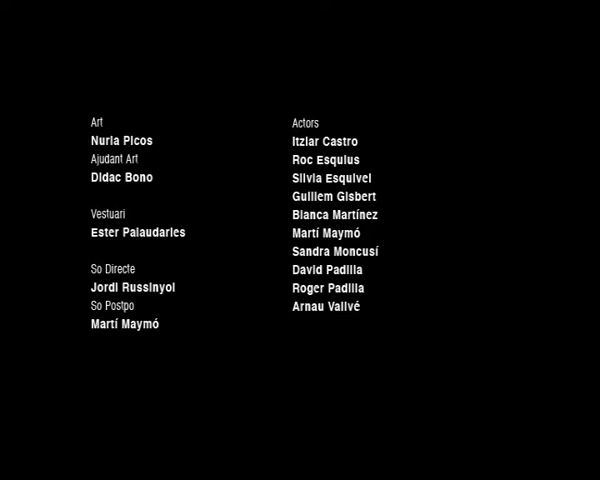 Art
Nuria Picos
Ajudant Art
Didac Bono
Vestuari
Ester Palaudaries
So Directe
Jordi Russinyol
So Postpo
Martí Maymó
Actors
Itziar Castro
Roc Esquius
Silvia Esquivel
Guillem Gisbert
Blanca Martínez
Martí Maymó
Sandra Moncusí
David Padilla
Roger Padilla
Arnau Vallvé